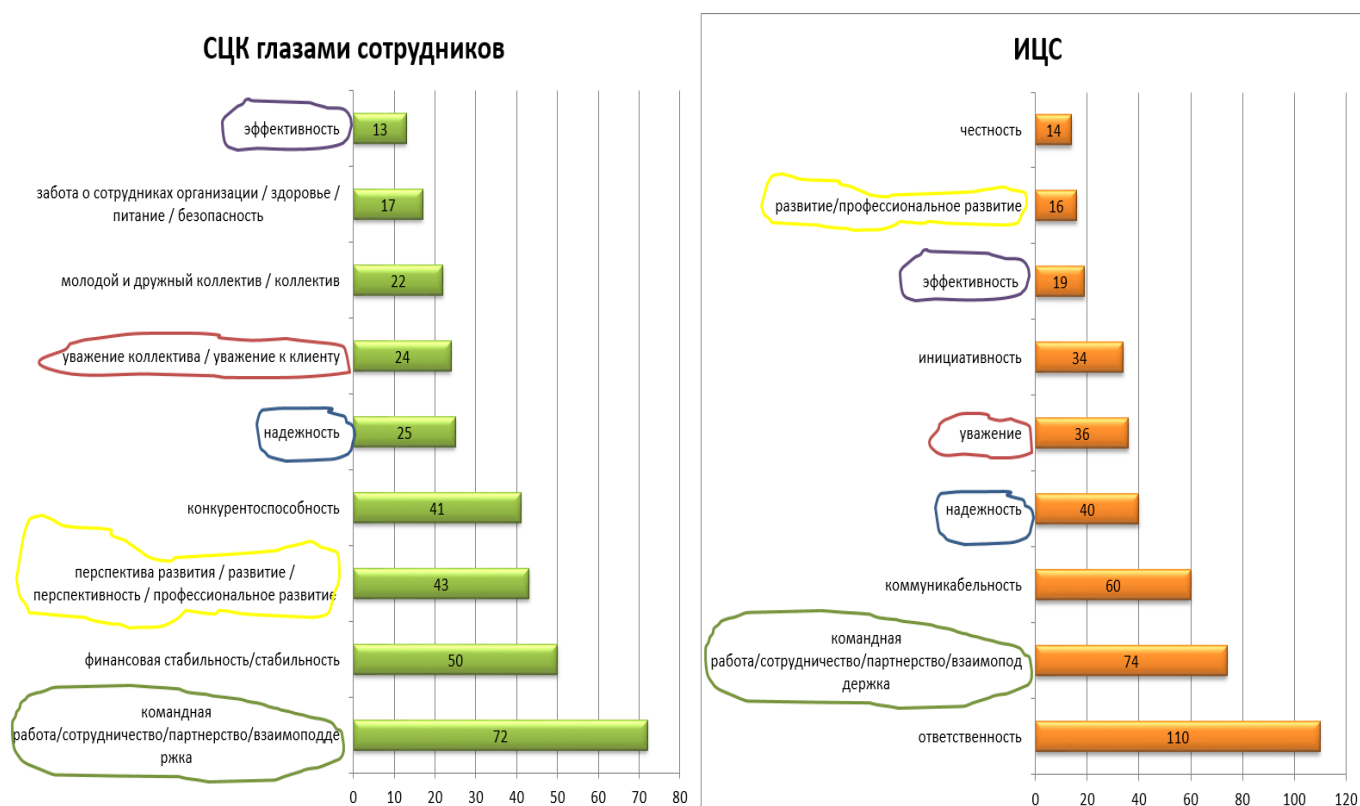 СЦК глазами сотрудников
эффективность
13
забота о сотрудниках организации / здоровье /
питание / безопасность
17
молодой и дружный коллектив / коллектив
22
уважение коллектива / уважение к клиенту
24
надежность
25
конкурентоспособность
41
перспектива развития / развитие /
перспективность / профессиональное развитие
43
финансовая стабильность/стабильность
50
командная
работа/сотрудничество/партнерство/взаимоподде
ржка
72
0 10 20 30 40 50 60 70 80
ИЦС
честность
14
развитие/профессиональное развитие
16
эффективность
19
инициативность
34
уважение
36
надежность
40
коммуникабельность
60
командная
работа/сотрудничество/партнерство/взаимопод
держка
74
ответственность
110
0 20 40 60 80 100 120